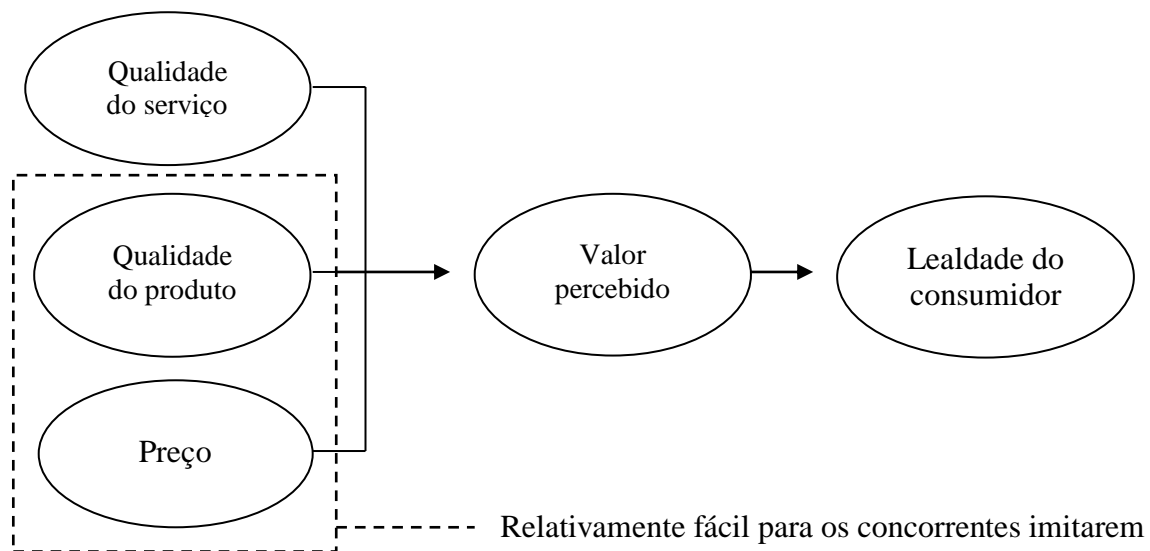 Qualidade
do serviço
Qualidade
do produto
Preço
Valor
percebido
Lealdade do
consumidor
Relativamente fácil para os concorrentes imitarem